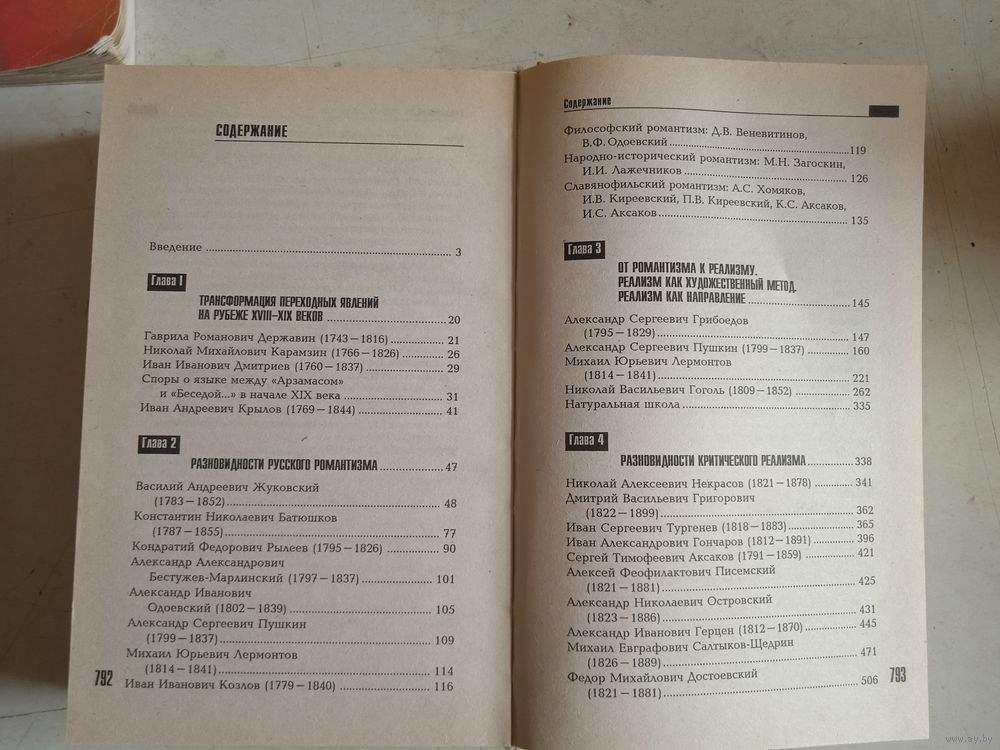 СОДЕРЖАНИЕ
Введение ........ 3
Глава 1
ТРАНСФОРМАЦИЯ ПЕРЕХОДНЫХ ЯВЛЕНИЙ
НА РУБЕЖЕ XVIII–XIX ВЕКОВ ........ 20
Гаврила Романович Державин (1743—1816) ........ 21
Николай Михайлович Карамзин (1766—1826) ........ 26
Иван Иванович Дмитриев (1760—1837) ........ 29
Споры о языке между «Арзамасом»
и «Беседой...» в начале XIX века ........ 31
Иван Андреевич Крылов (1769—1844) ........ 41
Глава 2
РАЗНОВИДНОСТИ РУССКОГО РОМАНТИЗМА ........ 47
Василий Андреевич Жуковский
(1783—1852) ........ 48
Константин Николаевич Батюшков
(1787—1855) ........ 77
Кондратий Федорович Рылеев (1795—1826) ........ 90
Александр Александрович
Бестужев-Марлинский (1797—1837) ........ 101
Александр Иванович
Одоевский (1802—1839) ........ 105
Александр Сергеевич Пушкин
(1799—1837) ........ 109
Михаил Юрьевич Лермонтов
(1814—1841) ........ 114
Иван Иванович Козлов (1779—1840) ........ 116
792
Содержание
Философский романтизм: Д.В. Веневитинов,
В.Ф. Одоевский ........ 119
Народно-исторический романтизм: М.Н. Загоскин,
И.И. Лажечников ........ 126
Славянофильский романтизм: А.С. Хомяков,
И.В. Киреевский, П.В. Киреевский, К.С. Аксаков,
И.С. Аксаков ........ 135
Глава 3
ОТ РОМАНТИЗМА К РЕАЛИЗМУ.
РЕАЛИЗМ КАК ХУДОЖЕСТВЕННЫЙ МЕТОД.
РЕАЛИЗМ КАК НАПРАВЛЕНИЕ ........ 145
Александр Сергеевич Грибоедов
(1795—1829) ........ 147
Александр Сергеевич Пушкин (1799—1837) ........ 160
Михаил Юрьевич Лермонтов
(1814—1841) ........ 221
Николай Васильевич Гоголь (1809—1852) ........ 262
Натуральная школа ........ 335
Глава 4
РАЗНОВИДНОСТИ КРИТИЧЕСКОГО РЕАЛИЗМА ........ 338
Николай Алексеевич Некрасов (1821—1878) ........ 341
Дмитрий Васильевич Григорович
(1822—1899) ........ 362
Иван Сергеевич Тургенев (1818—1883) ........ 365
Иван Александрович Гончаров (1812—1891) ........ 396
Сергей Тимофеевич Аксаков (1791—1859) ........ 421
Алексей Феофилактович Писемский
(1821—1881) ........ 425
Александр Николаевич Островский
(1823—1886) ........ 431
Александр Иванович Герцен (1812—1870) ........ 445
Михаил Евграфович Салтыков-Щедрин
(1826—1889) ........ 471
Федор Михайлович Достоевский
(1821—1881) ........ 506
793
www.ay.by